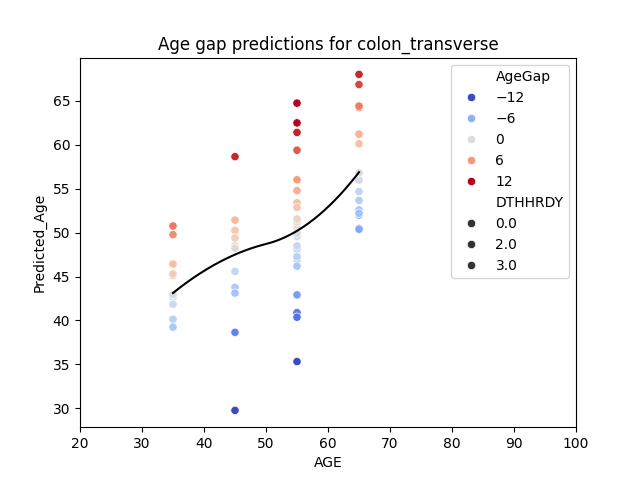 Age gap predictions for colon_transverse
Predicted_Age
65
60
55
50
45
40
35
30
20 30 40 50 60 70 80 90 100
AGE
AgeGap
−12
−6
0
6
12
DTHHRDY
0.0
2.0
3.0